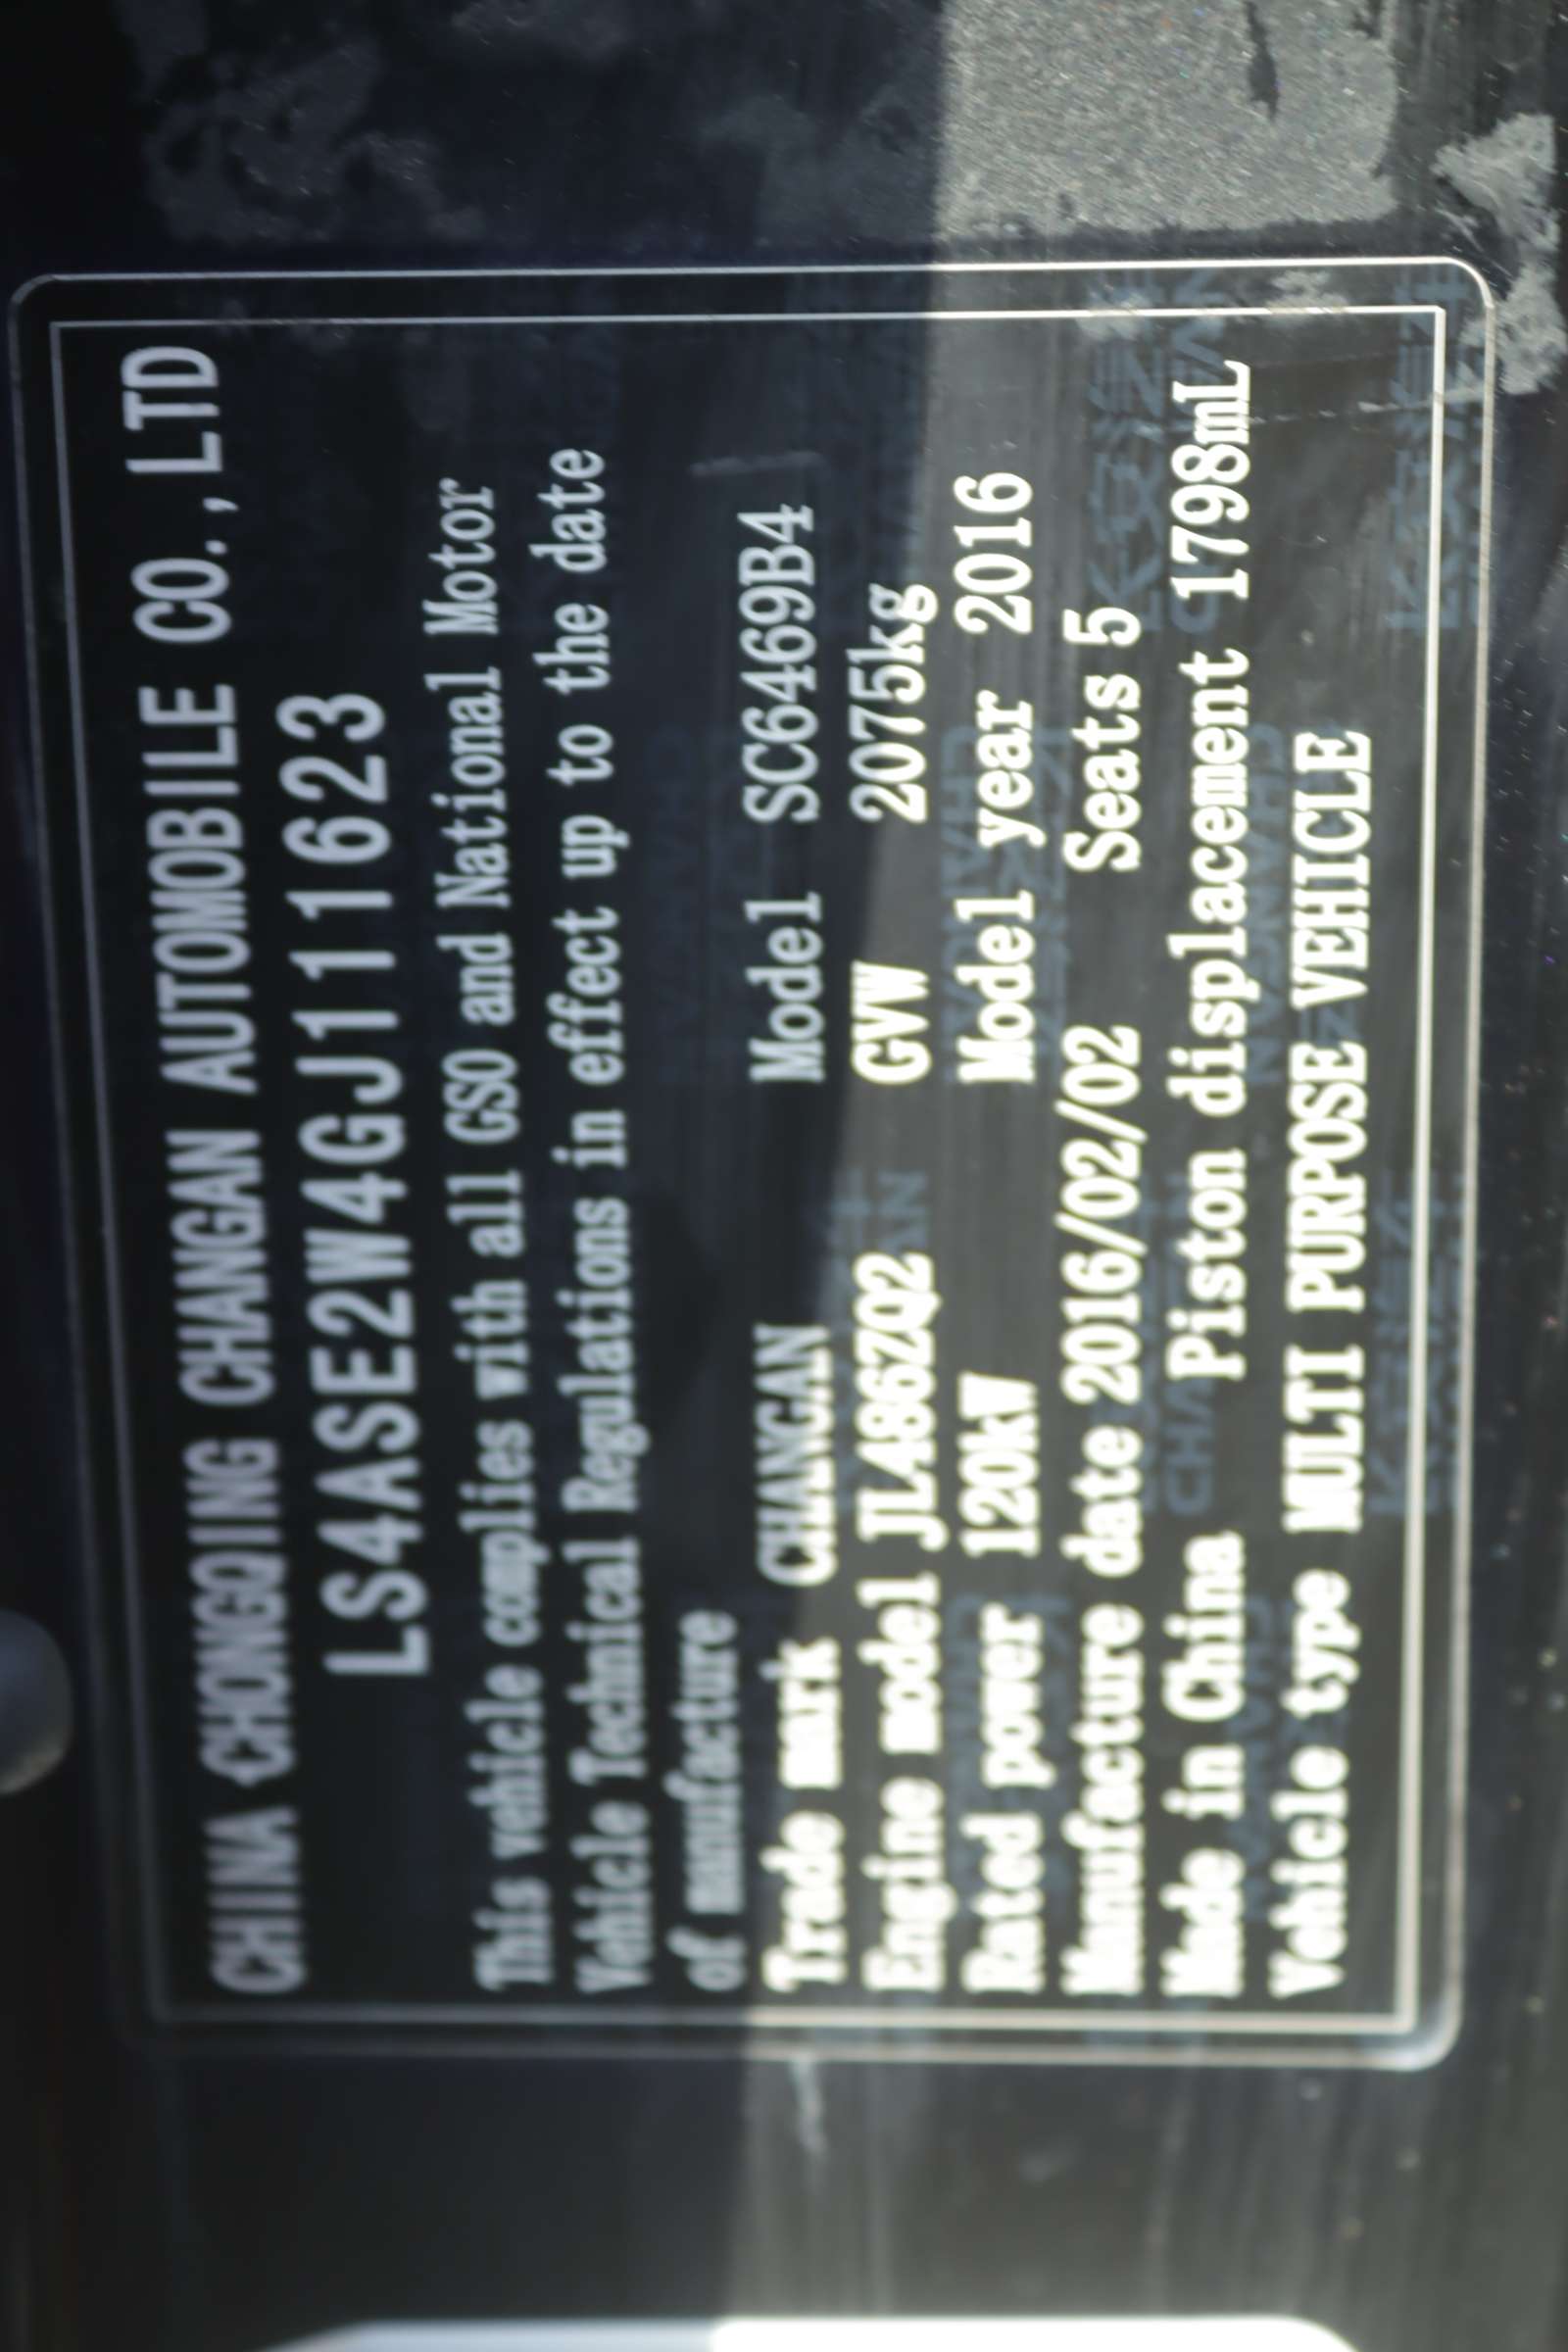 CHINA CHONGQING CHANGAN AUTOMOBILE CO.,LTD
LS4ASE2W4GJ111623
This vehicle complies with all GSO and National Motor
Vehicle Technical Regulations in effect up to the date
of manufacture
Trade mark CHANGAN Model SC6469B4
Engine model JL486ZQ2 GVW 2075kg
Rated power 120kW Model year 2016
Manufacture date 2016/02/02 Seats 5
Made in China Piston displacement 1798mL
Vehicle type MULTI PURPOSE VEHICLE